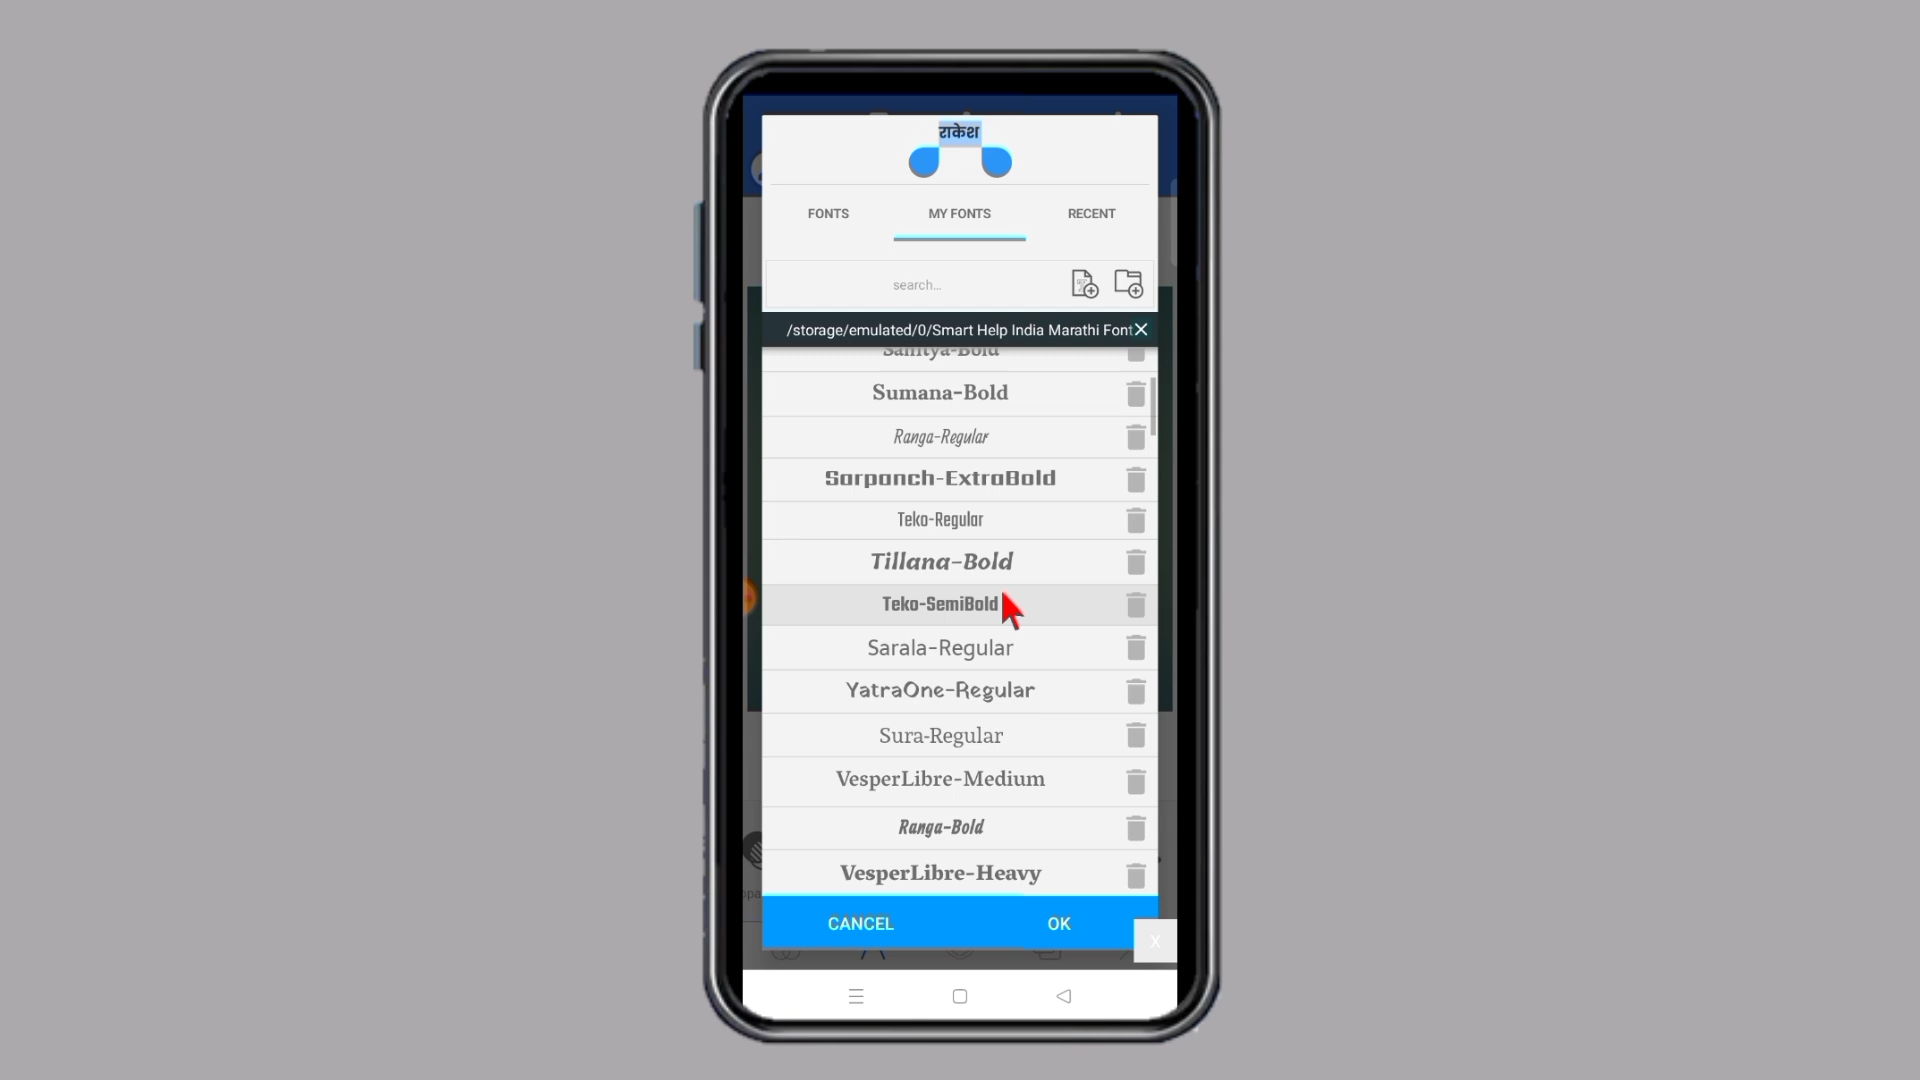 राकेश
FONTS MY FONTS RECENT
search...
/storage/emulated/0/Smart Help India Marathi Font
Sahitya-Bold
Sumana-Bold
Ranga-Regular
Sarpanch-ExtraBold
Teko-Regular
Tillana-Bold
Teko-SemiBold
Sarala-Regular
YatraOne-Regular
Sura-Regular
VesperLibre-Medium
Ranga-Bold
VesperLibre-Heavy
CANCEL OK
X